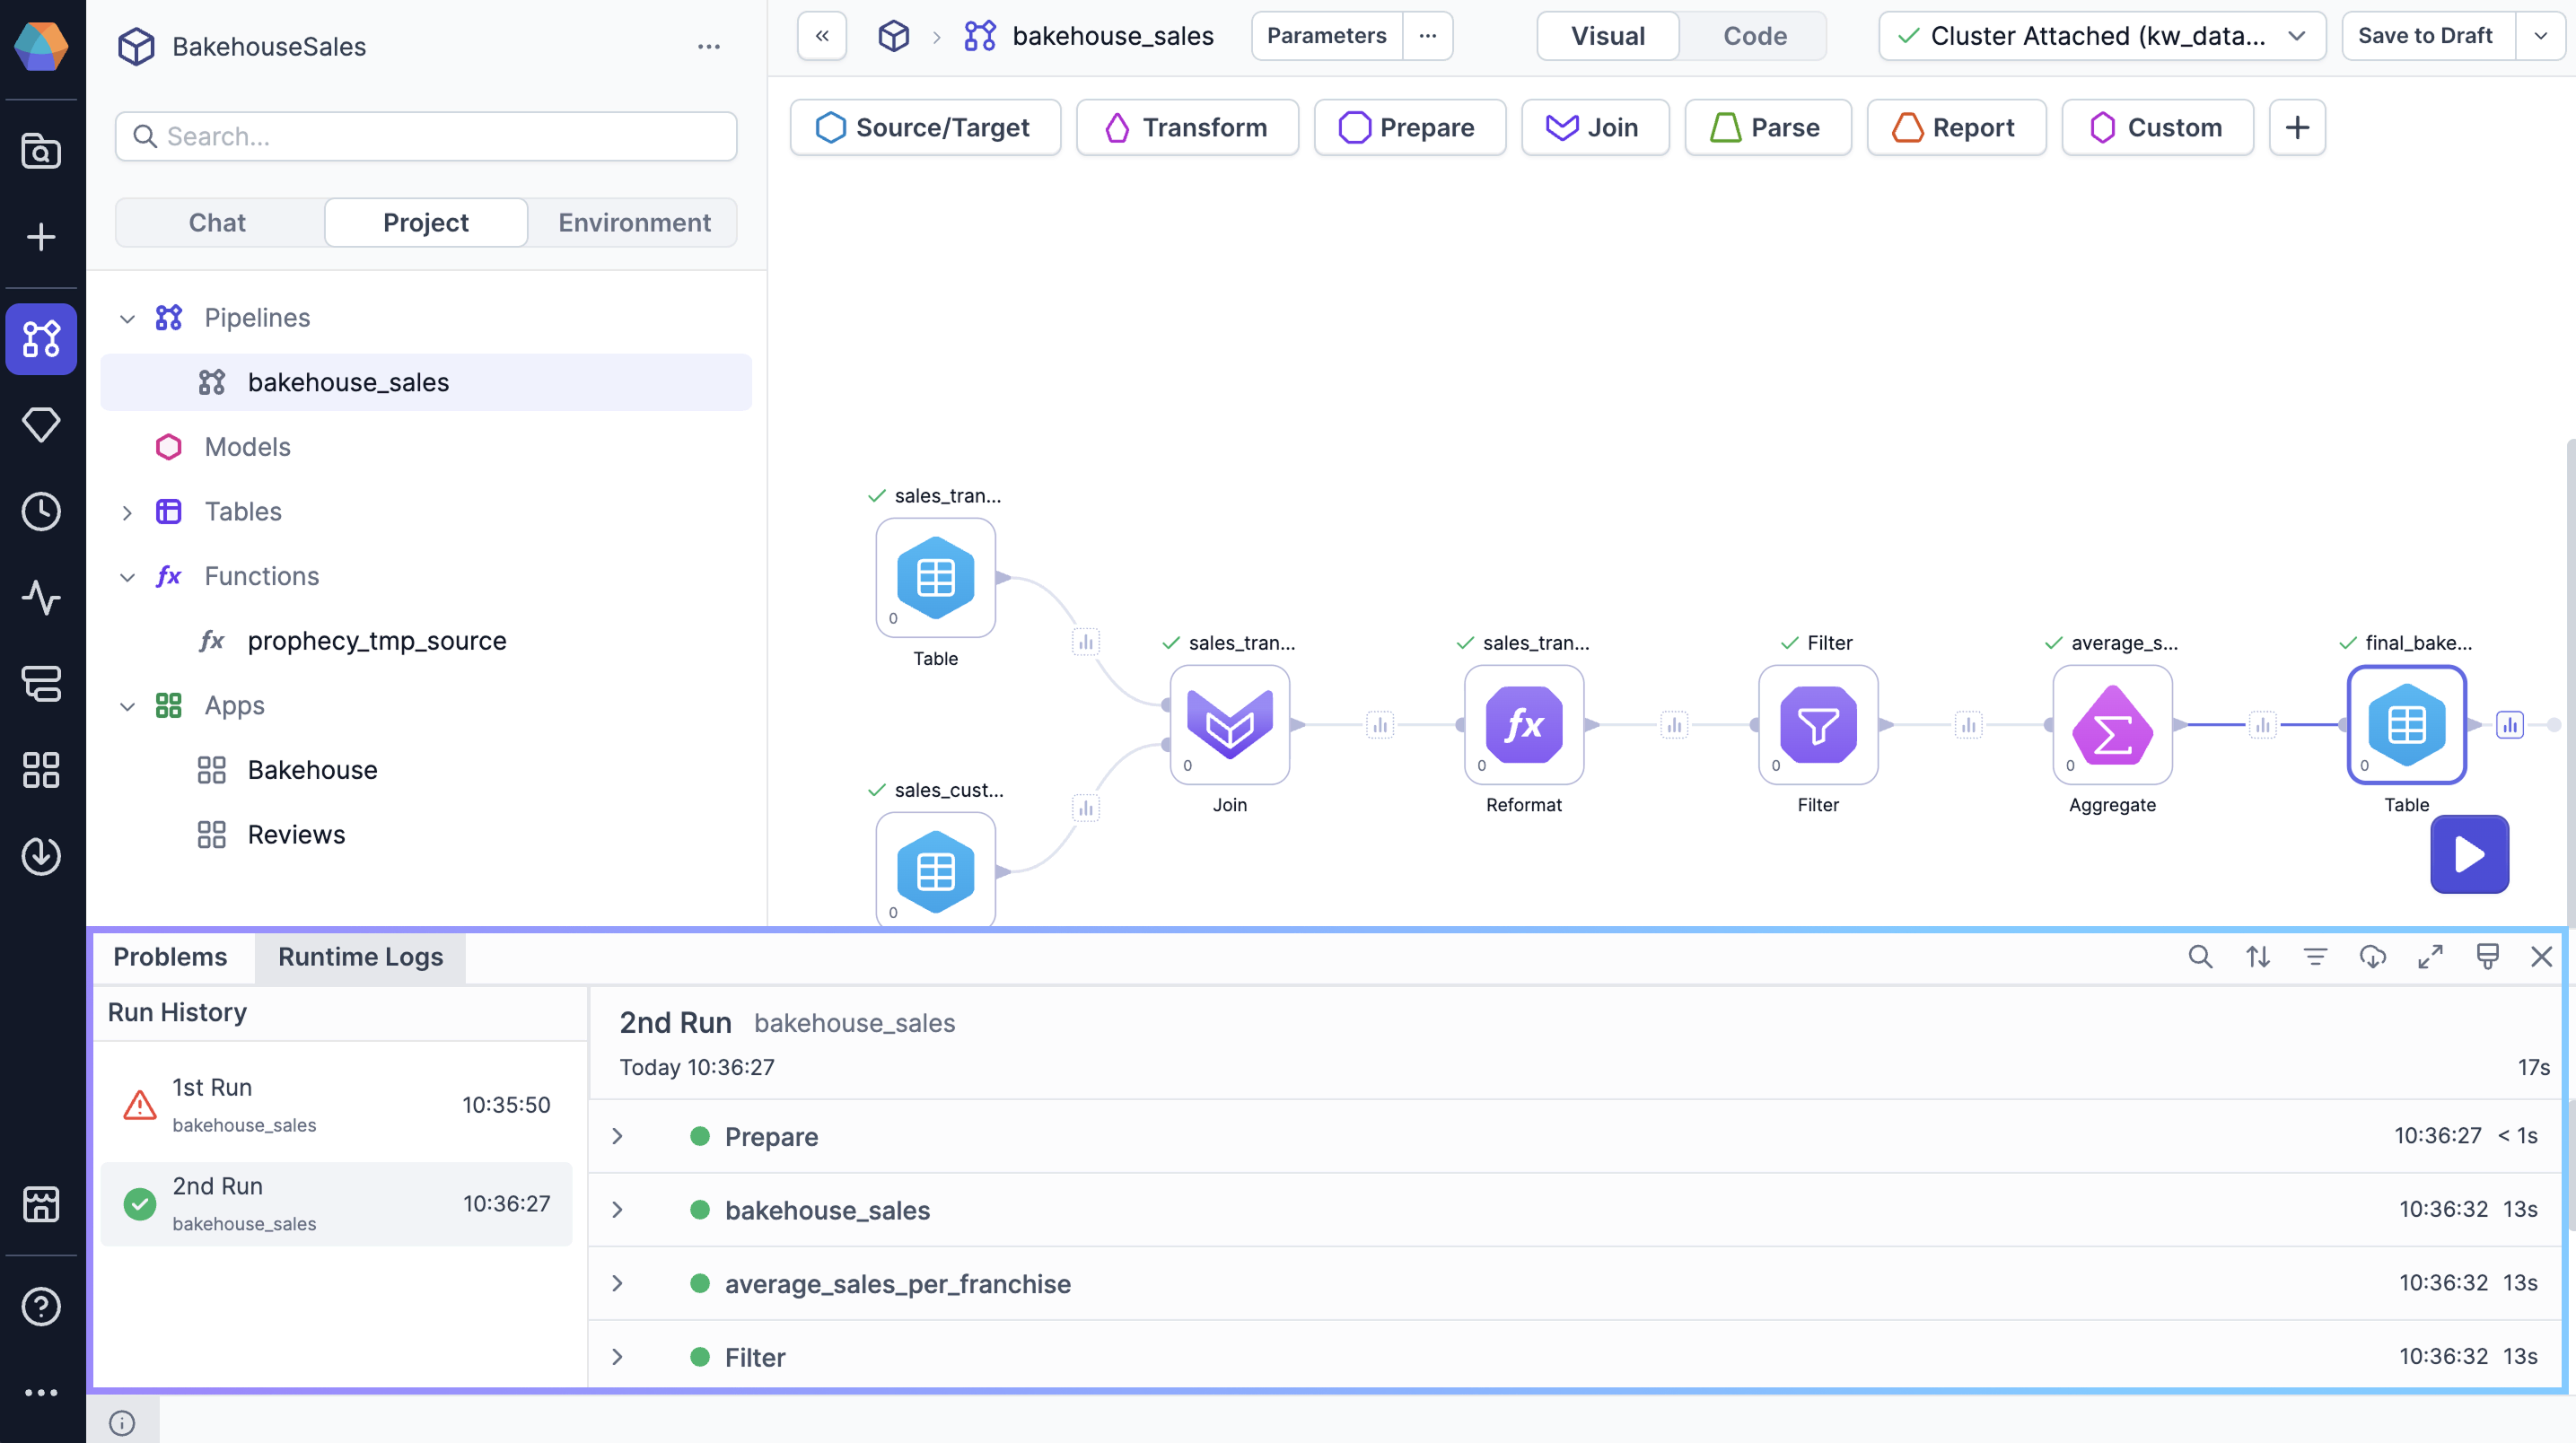 BakehouseSales
Search...
Chat
Project
Environment
Pipelines
bakehouse_sales
Models
Tables
fx Functions
fx prophecy_tmp_source
Apps
Bakehouse
Reviews
bakehouse_sales
Parameters
Visual
Code
Cluster Attached (kw_data...
Save to Draft
Source/Target
Transform
Prepare
Join
Parse
Report
Custom
sales_tran...
0
Table
sales_cust...
0
sales_tran...
0
Join
sales_tran...
fx
0
Reformat
Filter
0
Filter
average_s...
Σ
0
Aggregate
final_bake...
0
Table
Problems
Runtime Logs
Run History
1st Run
bakehouse_sales
10:35:50
2nd Run
bakehouse_sales
10:36:27
2nd Run bakehouse_sales
Today 10:36:27
17s
Prepare
10:36:27 < 1s
bakehouse_sales
10:36:32 13s
average_sales_per_franchise
10:36:32 13s
Filter
10:36:32 13s